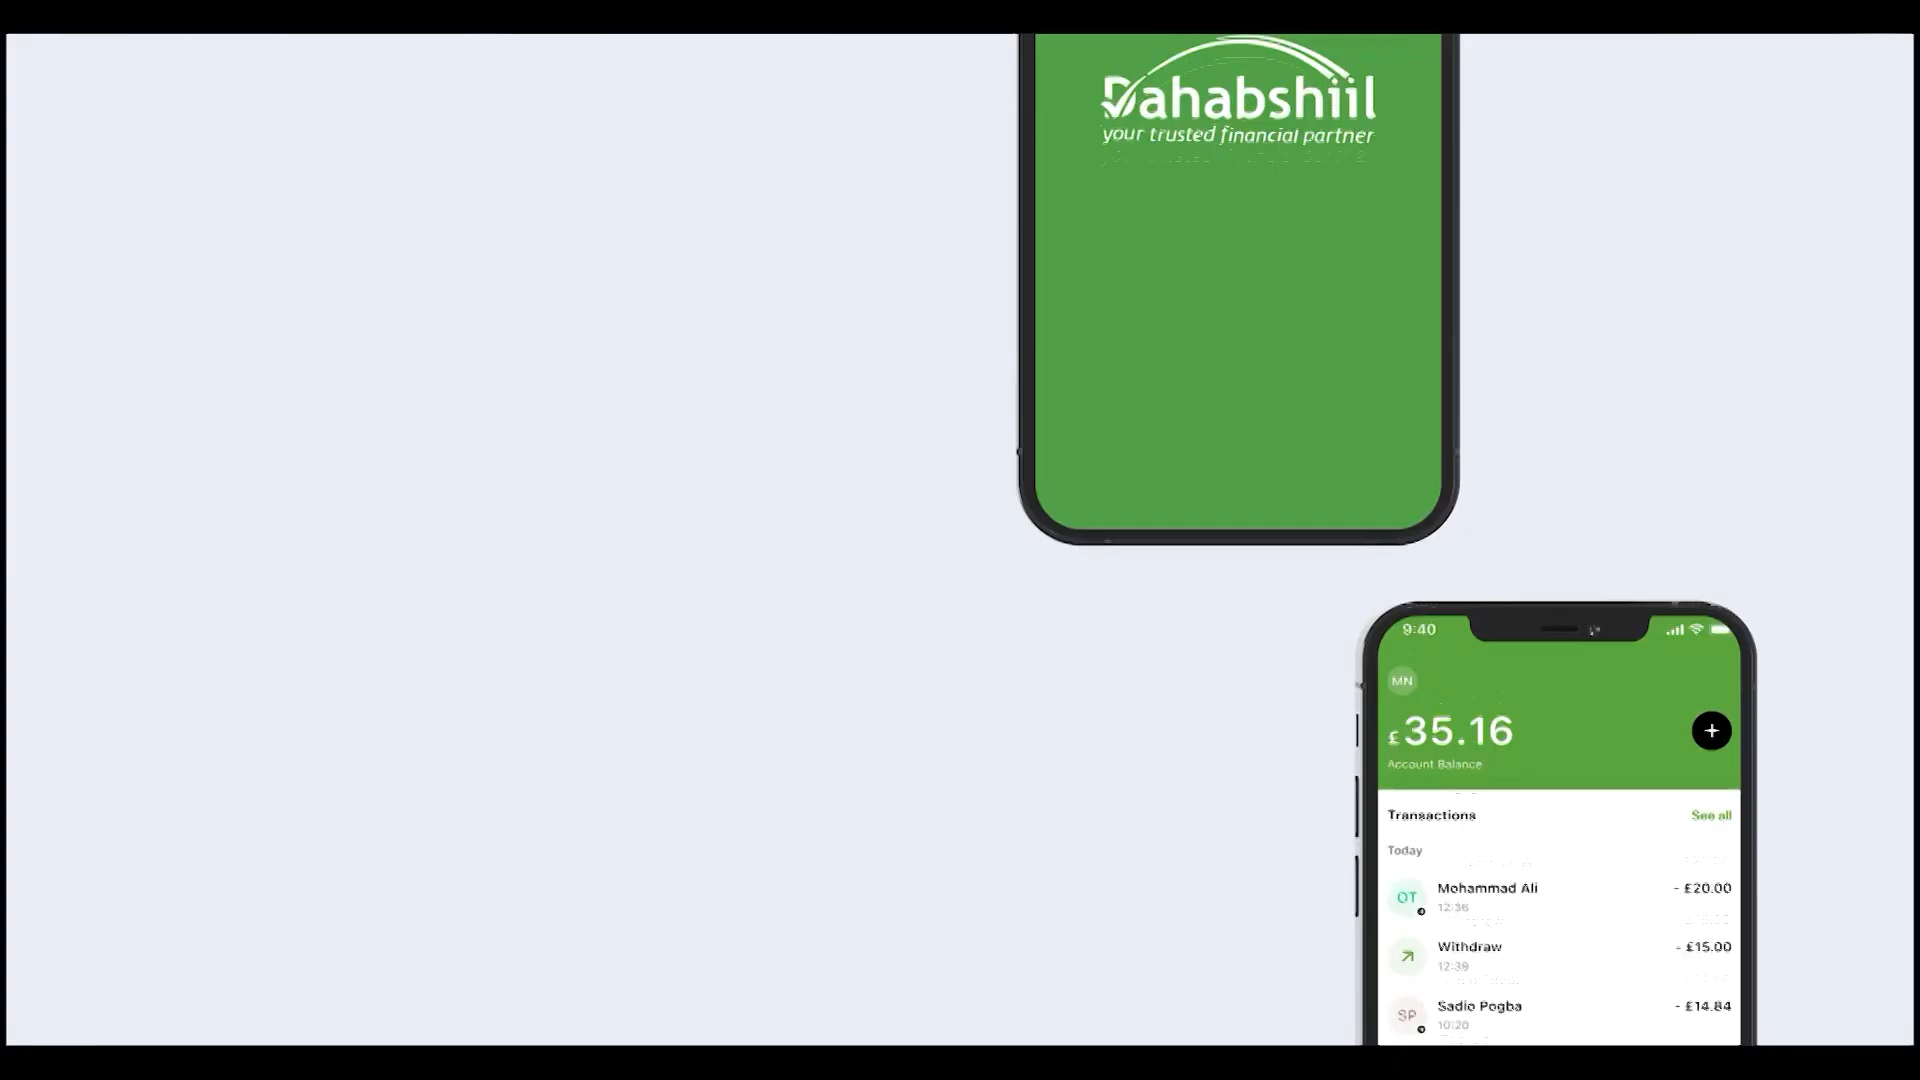 Dahabshiil
your trusted financial partner
9:40
MN
£35.16
Account Balance
Transactions
See all
Today
OT
Mohammad Ali
- £20.00
12:36
Withdraw
- £15.00
12:39
SP
Sadio Pogba
- £14.84
10:20